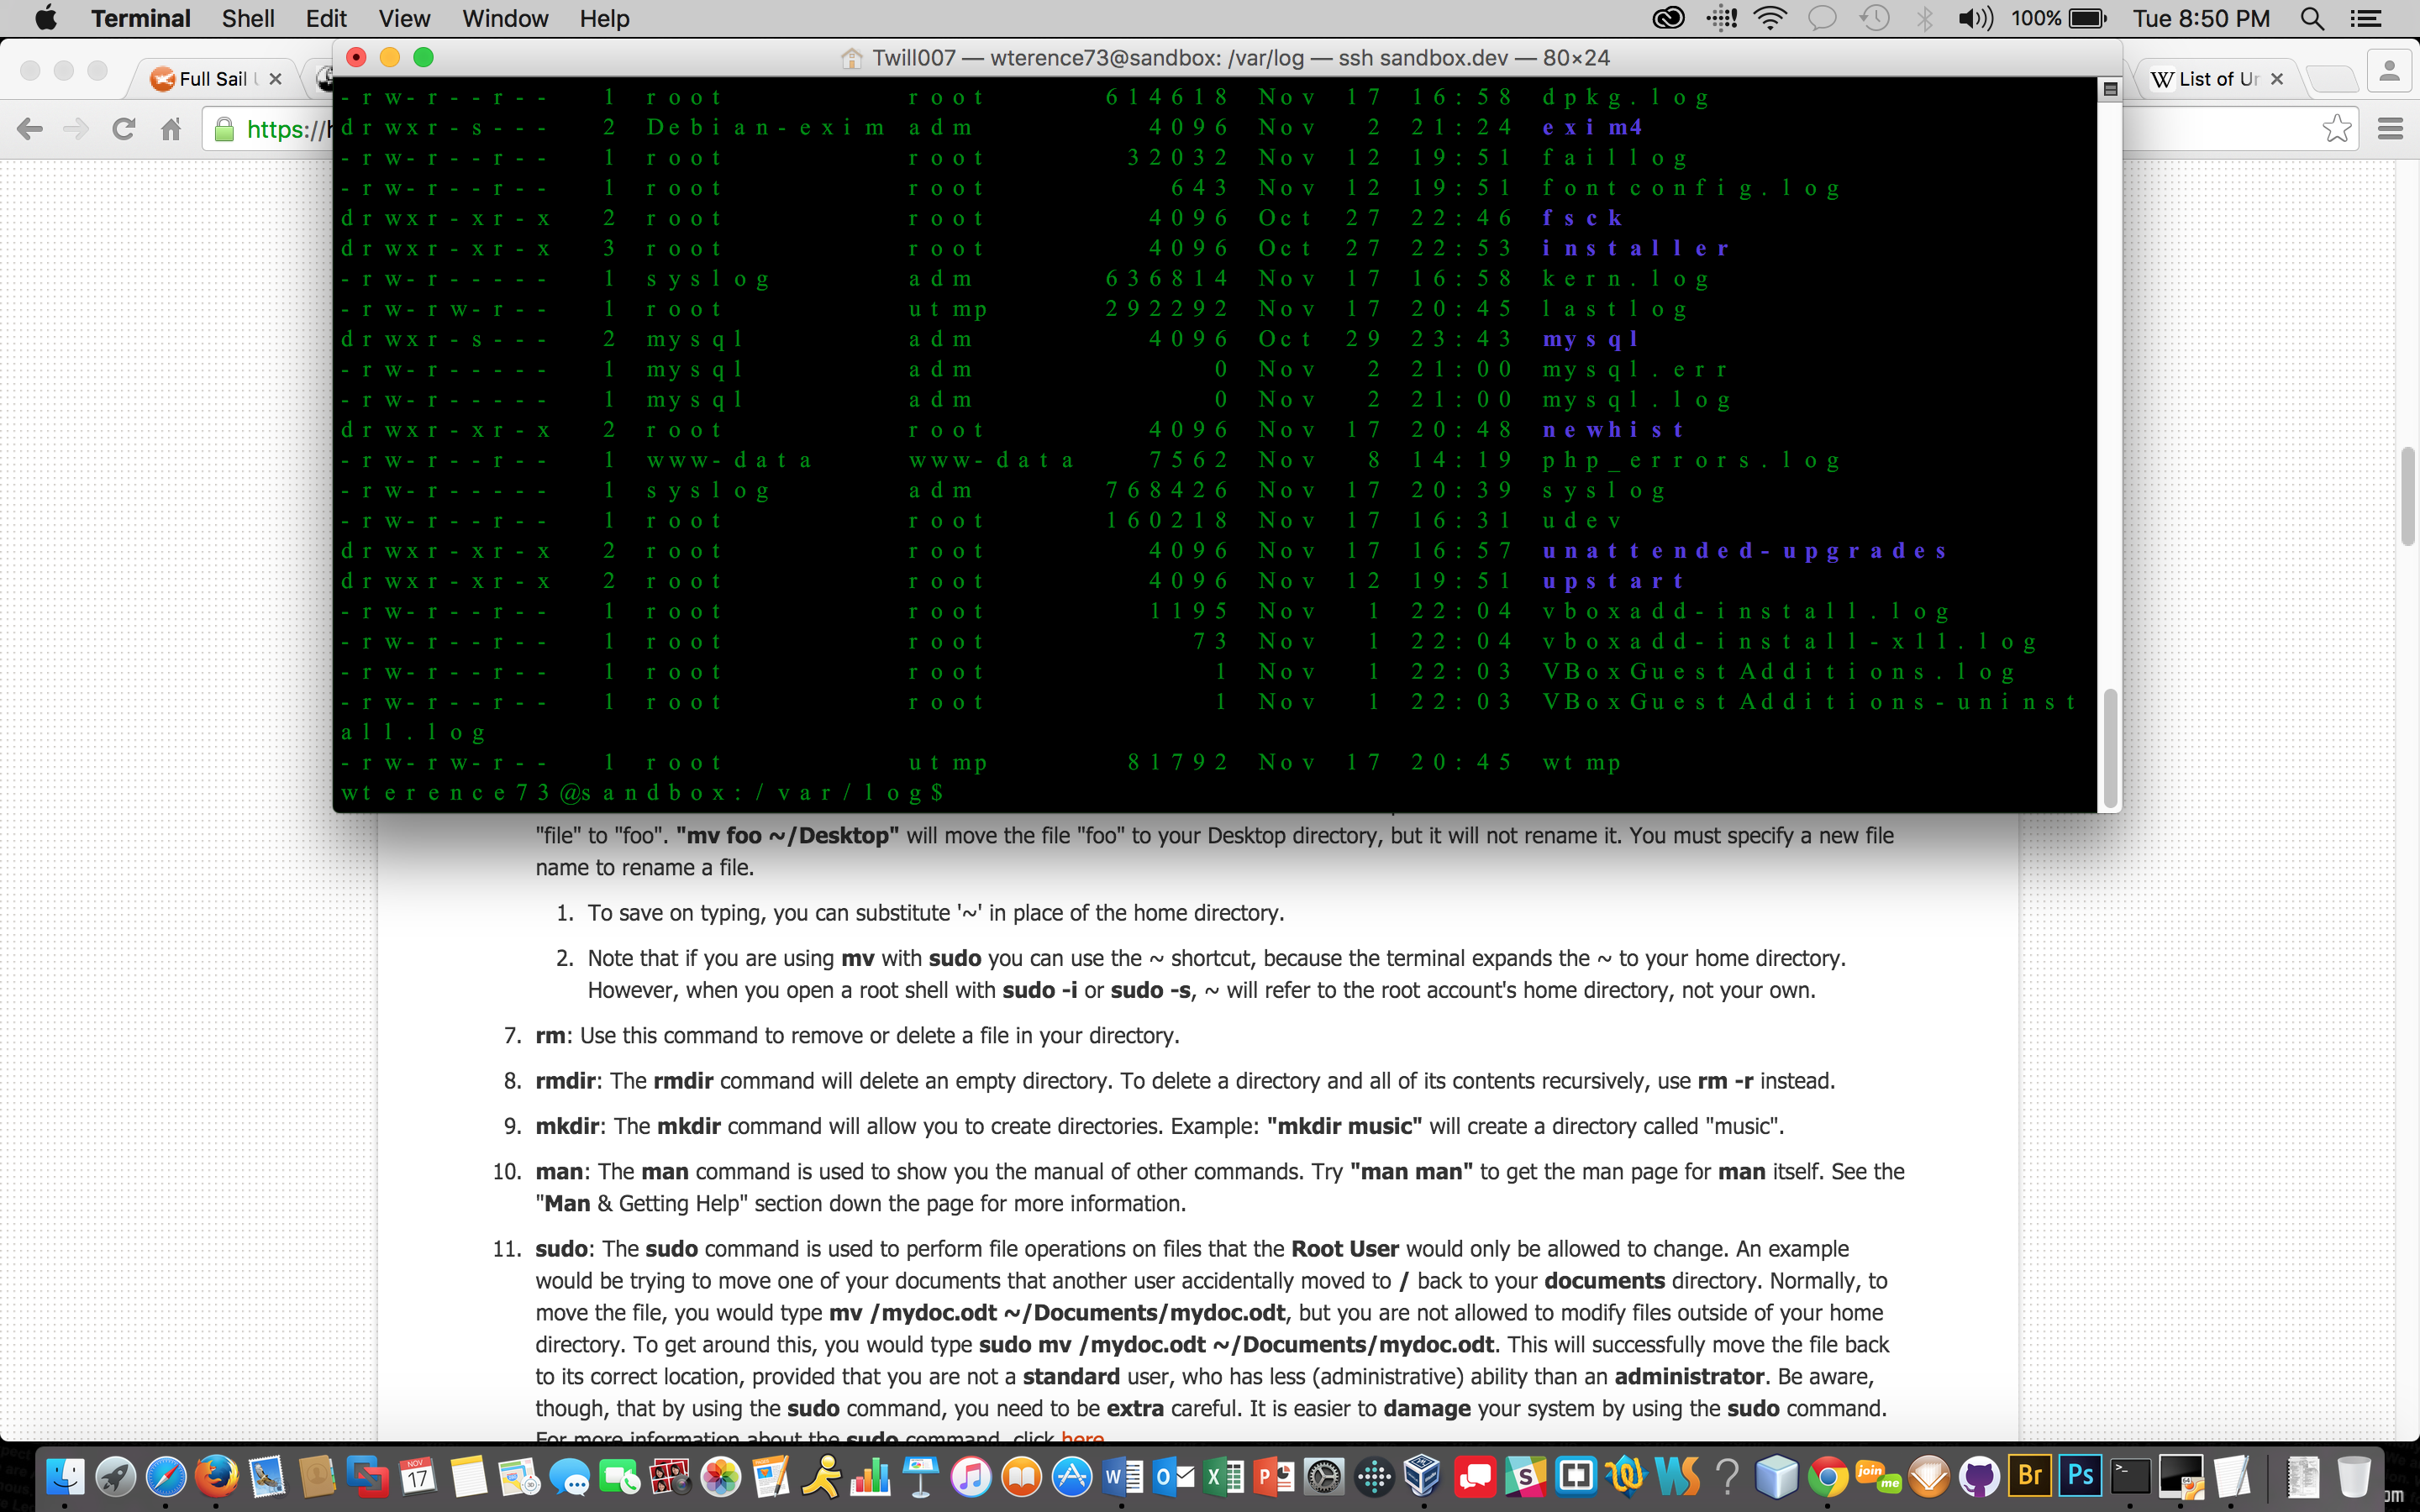 Terminal Shell Edit View Window Help 100% Tue 8:50 PM
Twill007 — wterence73@sandbox: /var/log — ssh sandbox.dev — 80×24
Full Sail
List of Un
https://h
-rw-r--r-- 1 root root 614618 Nov 17 16:58 dpkg.log
drwxr-s--- 2 Debian-exim adm 4096 Nov 2 21:24 exim4
-rw-r--r-- 1 root root 32032 Nov 12 19:51 faillog
-rw-r--r-- 1 root root 643 Nov 12 19:51 fontconfig.log
drwxr-xr-x 2 root root 4096 Oct 27 22:46 fsck
drwxr-xr-x 3 root root 4096 Oct 27 22:53 installer
-rw-r----- 1 syslog adm 636814 Nov 17 16:58 kern.log
-rw-rw-r-- 1 root utmp 292292 Nov 17 20:45 lastlog
drwxr-s--- 2 mysql adm 4096 Oct 29 23:43 mysql
-rw-r----- 1 mysql adm 0 Nov 2 21:00 mysql.err
-rw-r----- 1 mysql adm 0 Nov 2 21:00 mysql.log
drwxr-xr-x 2 root root 4096 Nov 17 20:48 newhist
-rw-r--r-- 1 www-data www-data 7562 Nov 8 14:19 php_errors.log
-rw-r----- 1 syslog adm 768426 Nov 17 20:39 syslog
-rw-r--r-- 1 root root 160218 Nov 17 16:31 udev
drwxr-xr-x 2 root root 4096 Nov 17 16:57 unattended-upgrades
drwxr-xr-x 2 root root 4096 Nov 12 19:51 upstart
-rw-r--r-- 1 root root 1195 Nov 1 22:04 vboxadd-install.log
-rw-r--r-- 1 root root 73 Nov 1 22:04 vboxadd-install-x11.log
-rw-r--r-- 1 root root 1 Nov 1 22:03 VBoxGuestAdditions.log
-rw-r--r-- 1 root root 1 Nov 1 22:03 VBoxGuestAdditions-uninst
all.log
-rw-rw-r-- 1 root utmp 81792 Nov 17 20:45 wtmp
wterence73@sandbox:/var/log$
"file" to "foo". "mv foo ~/Desktop" will move the file "foo" to your Desktop directory, but it will not rename it. You must specify a new file
name to rename a file.
1. To save on typing, you can substitute '~' in place of the home directory.
2. Note that if you are using mv with sudo you can use the ~ shortcut, because the terminal expands the ~ to your home directory.
However, when you open a root shell with sudo -i or sudo -s, ~ will refer to the root account's home directory, not your own.
7. rm: Use this command to remove or delete a file in your directory.
8. rmdir: The rmdir command will delete an empty directory. To delete a directory and all of its contents recursively, use rm -r instead.
9. mkdir: The mkdir command will allow you to create directories. Example: "mkdir music" will create a directory called "music".
10. man: The man command is used to show you the manual of other commands. Try "man man" to get the man page for man itself. See the
"Man & Getting Help" section down the page for more information.
11. sudo: The sudo command is used to perform file operations on files that the Root User would only be allowed to change. An example
would be trying to move one of your documents that another user accidentally moved to / back to your documents directory. Normally, to
move the file, you would type mv /mydoc.odt ~/Documents/mydoc.odt, but you are not allowed to modify files outside of your home
directory. To get around this, you would type sudo mv /mydoc.odt ~/Documents/mydoc.odt. This will successfully move the file back
to its correct location, provided that you are not a standard user, who has less (administrative) ability than an administrator. Be aware,
though, that by using the sudo command, you need to be extra careful. It is easier to damage your system by using the sudo command.
For more information about the sudo command, click here
NOV
17
join
me
Br
Ps